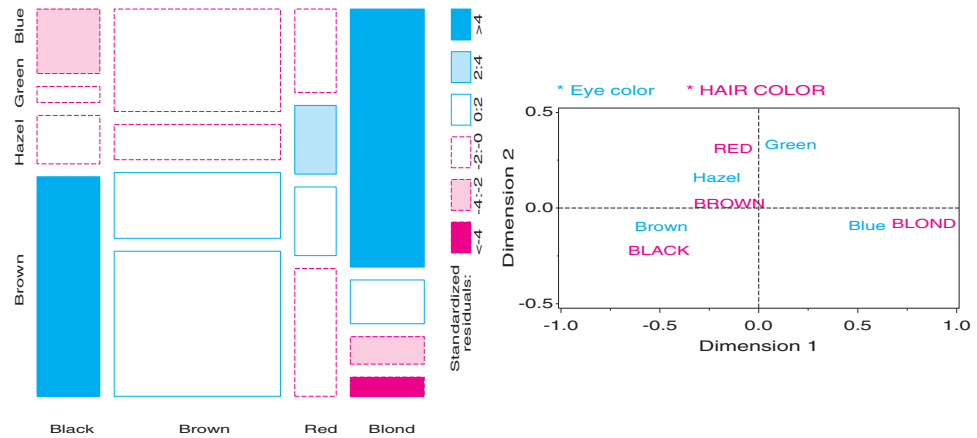 Blue
Green
Hazel
Brown
Black Brown Red Blond
Standardized
residuals:
<-4
-4:-2
-2:-0
0:2
2:4
>4
* Eye color * HAIR COLOR
0.5
0.0
-0.5
Dimension 2
RED
Green
Hazel
BROWN
Brown
Blue
BLOND
BLACK
-1.0 -0.5 0.0 0.5 1.0
Dimension 1